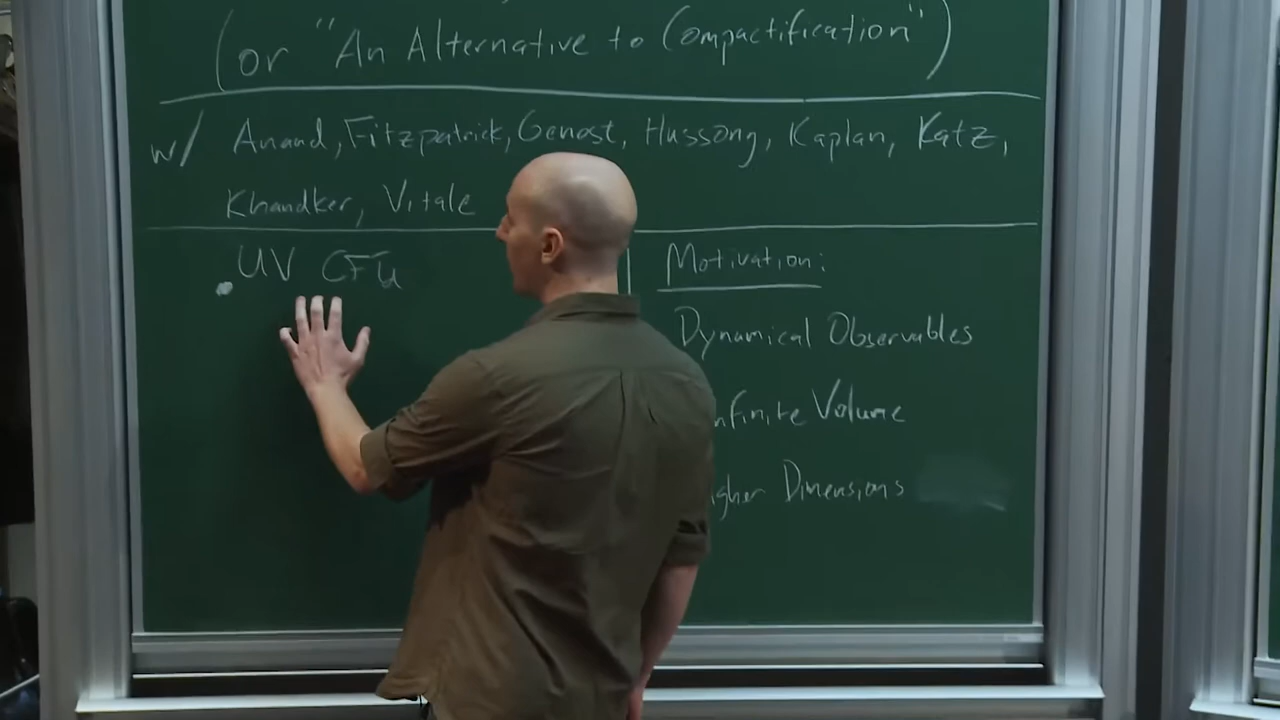 (or "An Alternative to Compactification")
w/ Anand, Fitzpatrick, Genest, Hussong, Kaplan, Katz,
Khandker, Vitale
UV CFT
Motivation:
Dynamical Observables
nfinite Volume
igher Dimensions